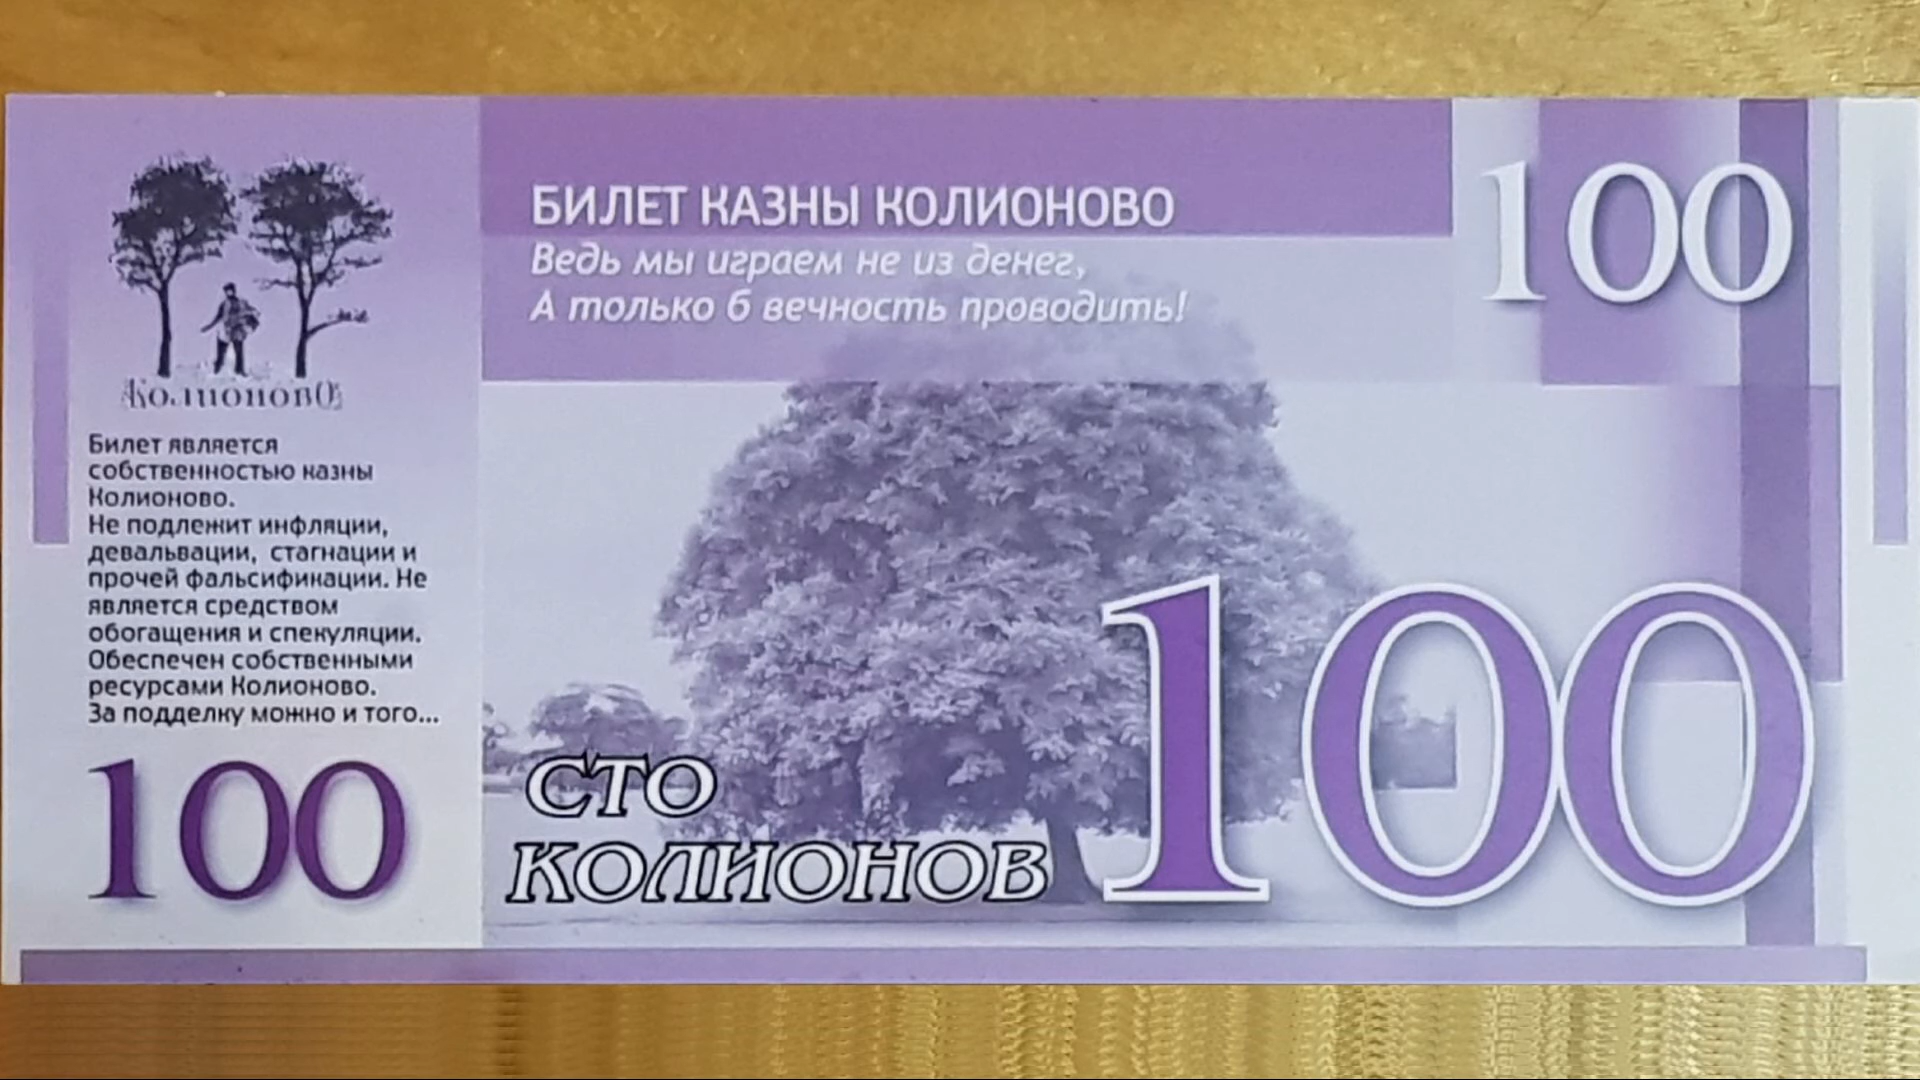 Колионово
Билет является
собственностью казны
Колионово.
Не подлежит инфляции,
девальвации, стагнации и
прочей фальсификации. Не
является средством
обогащения и спекуляции.
Обеспечен собственными
ресурсами Колионово.
За подделку можно и того...
100
БИЛЕТ КАЗНЫ КОЛИОНОВО
Ведь мы играем не из денег,
А только б вечность проводить!
100
СТО
КОЛИОНОВ
100